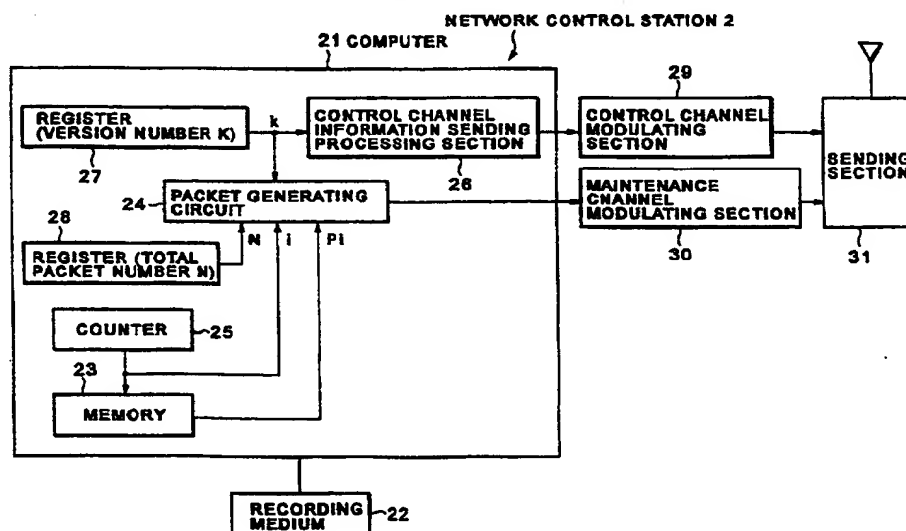 NETWORK CONTROL STATION 2
21 COMPUTER
REGISTER
(VERSION NUMBER K)
27
k
CONTROL CHANNEL
INFORMATION SENDING
PROCESSING SECTION
26
29
CONTROL CHANNEL
MODULATING
SECTION
SENDING
SECTION
31
24
PACKET GENERATING
CIRCUIT
MAINTENANCE
CHANNEL
MODULATING SECTION
30
28
REGISTER (TOTAL
PACKET NUMBER N)
N
i
Pi
COUNTER
25
23
MEMORY
RECORDING
MEDIUM
22